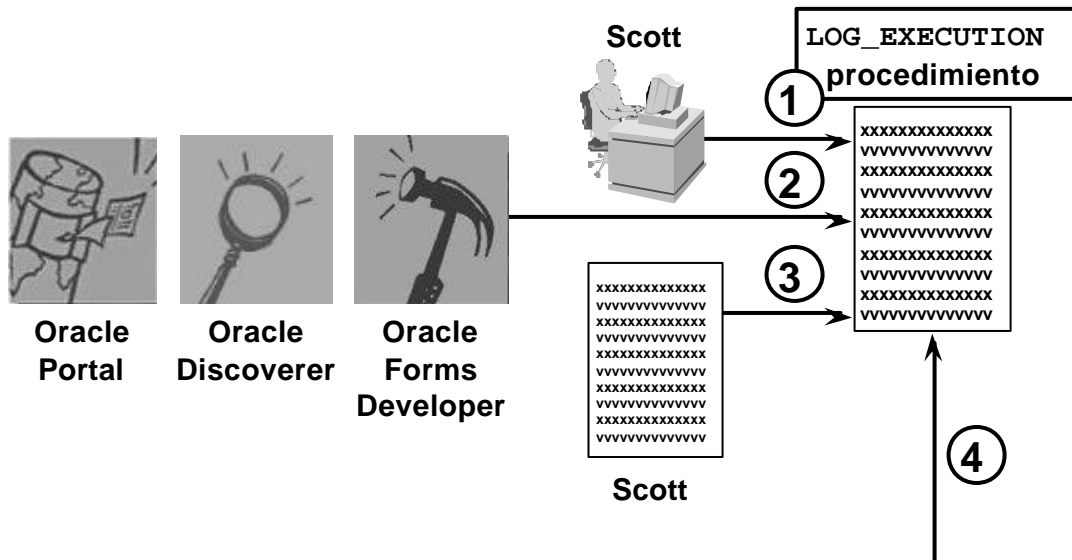 Scott
LOG_EXECUTION
procedimiento
1
xxxxxxxxxxxxxx
vvvvvvvvvvvvvv
xxxxxxxxxxxxxx
vvvvvvvvvvvvvv
xxxxxxxxxxxxxx
vvvvvvvvvvvvvv
xxxxxxxxxxxxxx
vvvvvvvvvvvvvv
xxxxxxxxxxxxxx
vvvvvvvvvvvvvv
2
3
xxxxxxxxxxxxxx
vvvvvvvvvvvvvv
xxxxxxxxxxxxxx
vvvvvvvvvvvvvv
xxxxxxxxxxxxxx
vvvvvvvvvvvvvv
xxxxxxxxxxxxxx
vvvvvvvvvvvvvv
xxxxxxxxxxxxxx
vvvvvvvvvvvvvv
Oracle
Portal
Oracle
Discoverer
Oracle
Forms
Developer
Scott
4